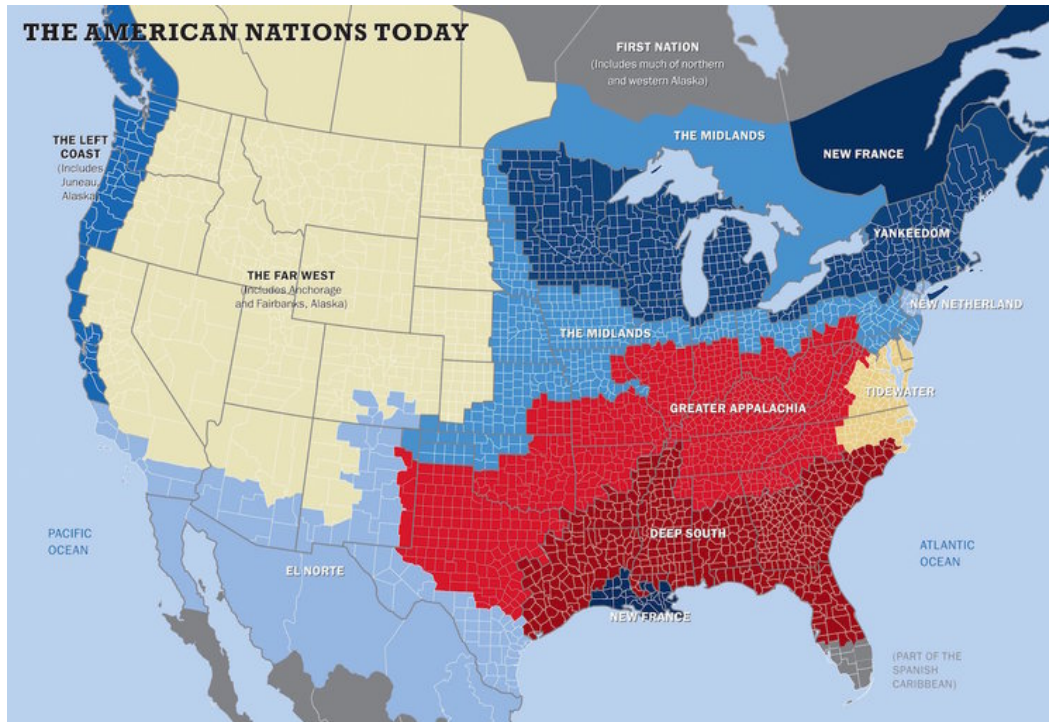 THE AMERICAN NATIONS TODAY
FIRST NATION
(Includes much of northern
and western Alaska)
THE LEFT
COAST
(Includes
Juneau,
Alaska)
THE MIDLANDS
NEW FRANCE
YANKEEDOM
THE FAR WEST
(Includes Anchorage
and Fairbanks, Alaska)
NEW NETHERLAND
THE MIDLANDS
TIDEWATER
GREATER APPALACHIA
PACIFIC
OCEAN
DEEP SOUTH
ATLANTIC
OCEAN
EL NORTE
NEW FRANCE
(PART OF THE
SPANISH
CARIBBEAN)